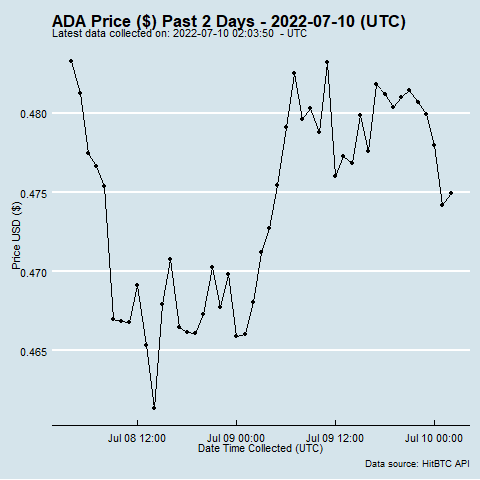 ADA Price ($) Past 2 Days - 2022-07-10 (UTC)
Latest data collected on: 2022-07-10 02:03:50  - UTC
0.480
0.475
0.470
0.465
Price USD ($)
Jul 08 12:00 Jul 09 00:00 Jul 09 12:00 Jul 10 00:00
Date Time Collected (UTC)
Data source: HitBTC API